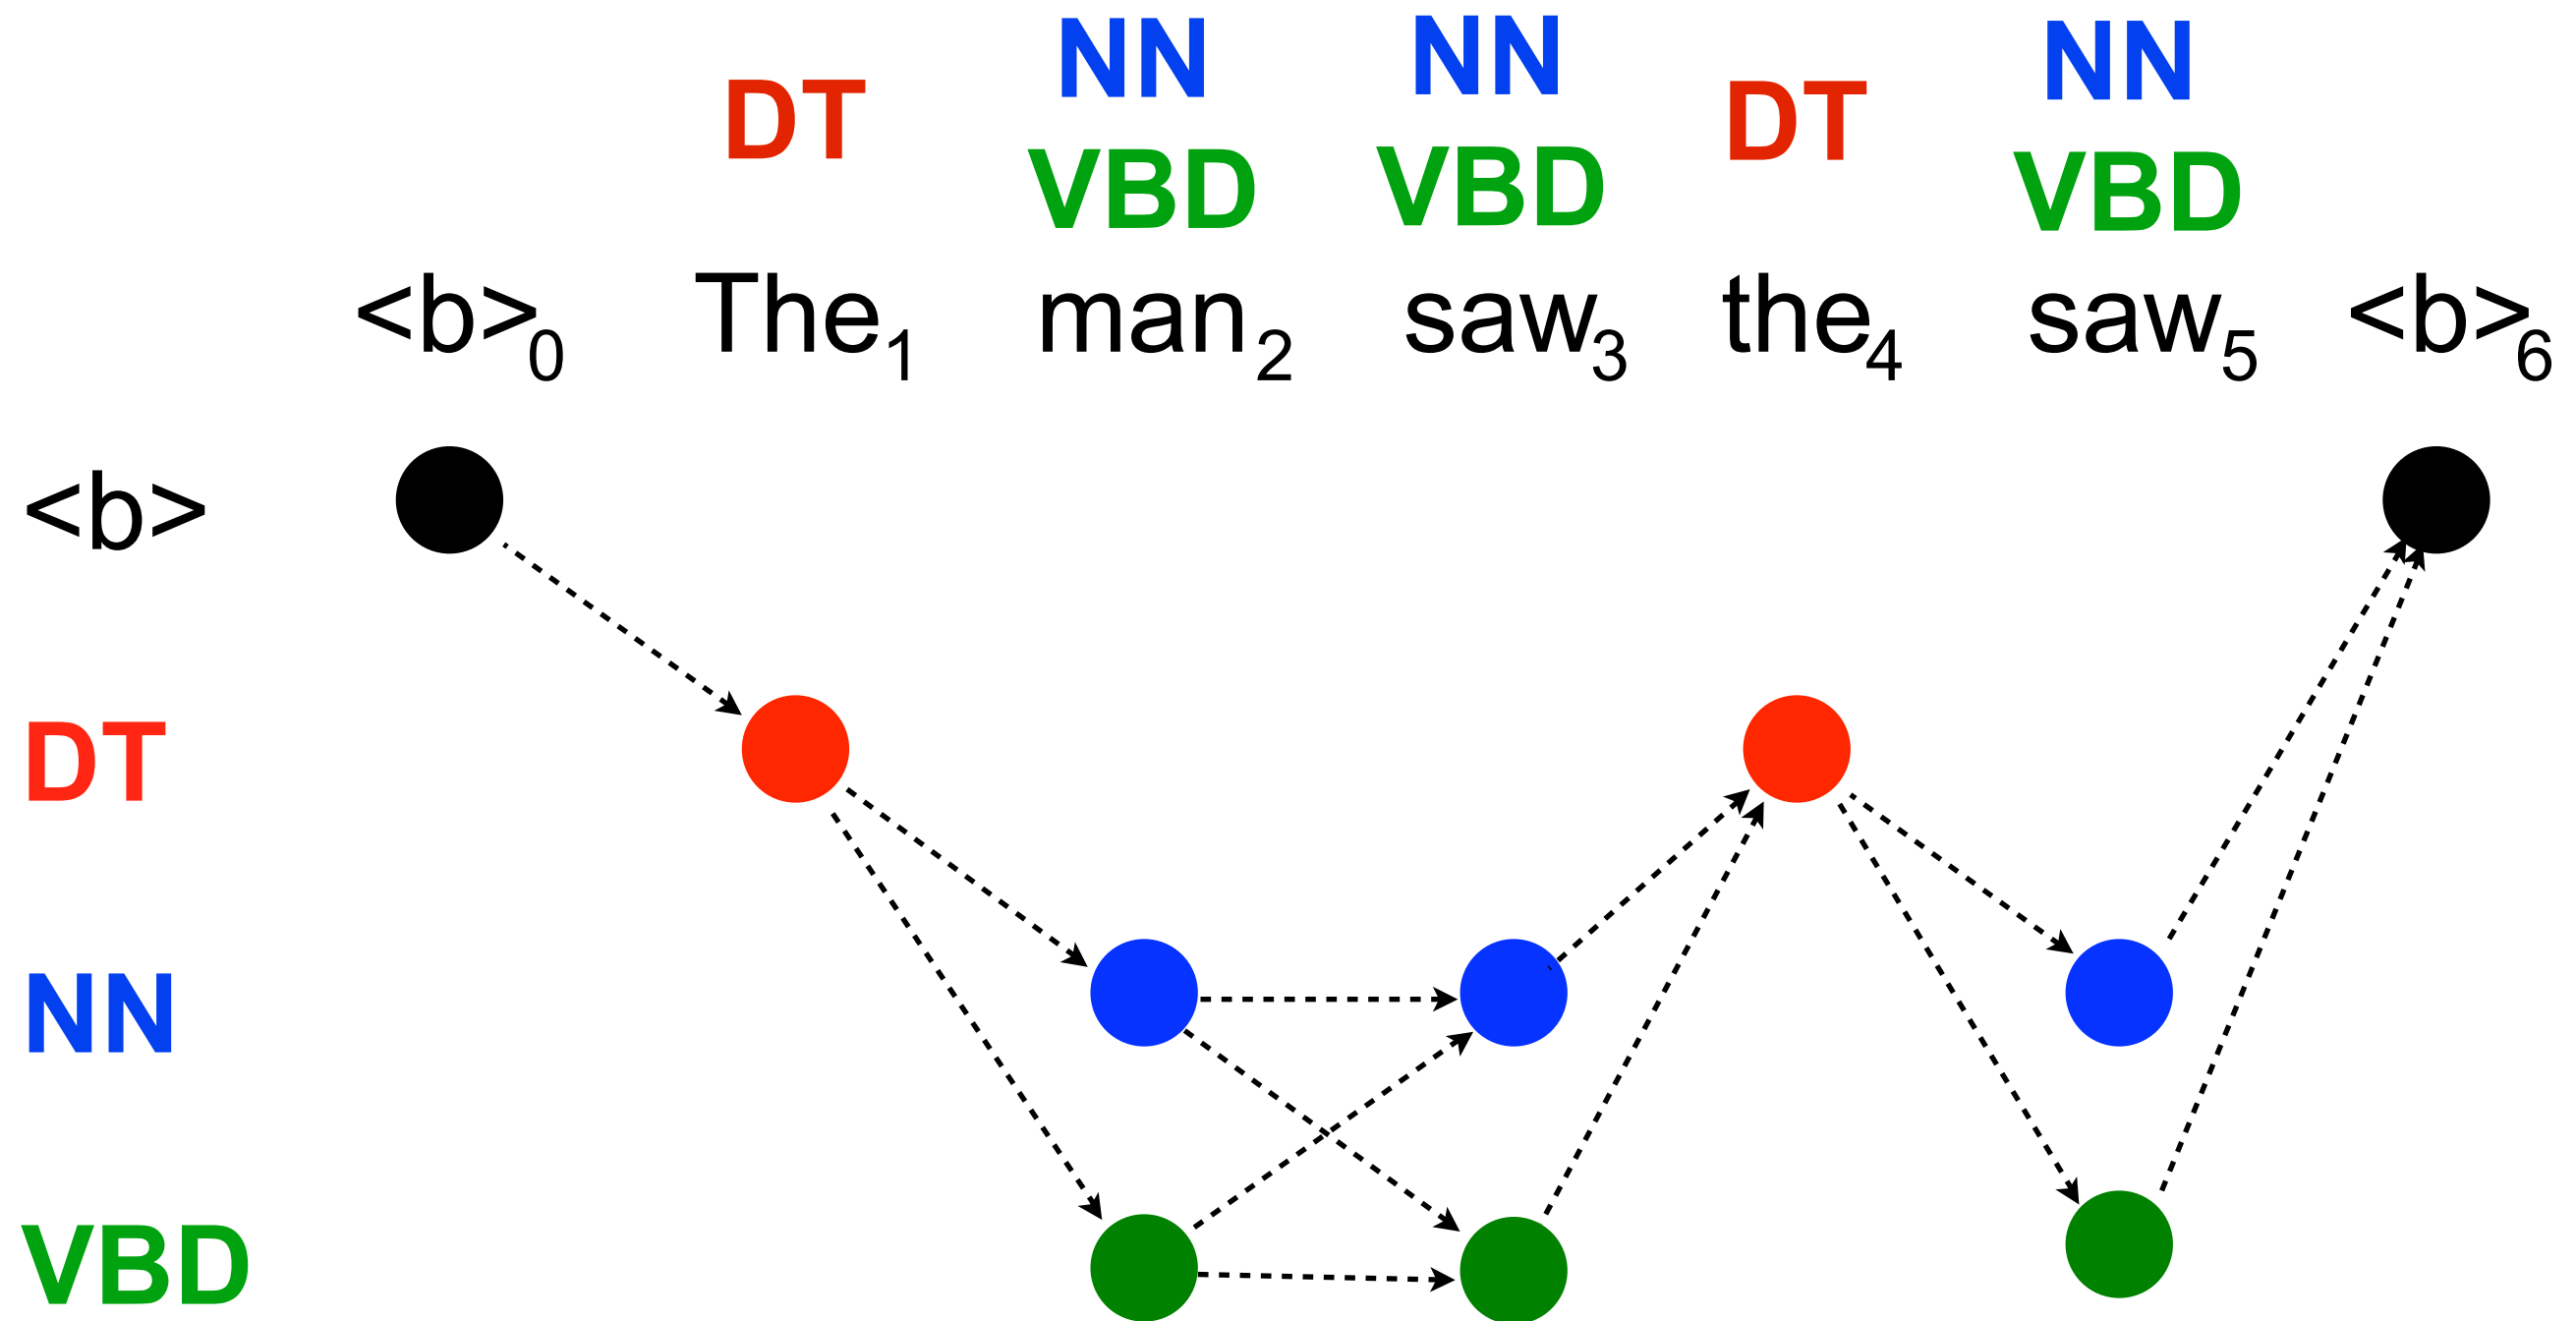 NN NN NN
DT DT
VBD VBD VBD
<b>0 The1 man2 saw3 the4 saw5 <b>6
<b>
DT
NN
VBD